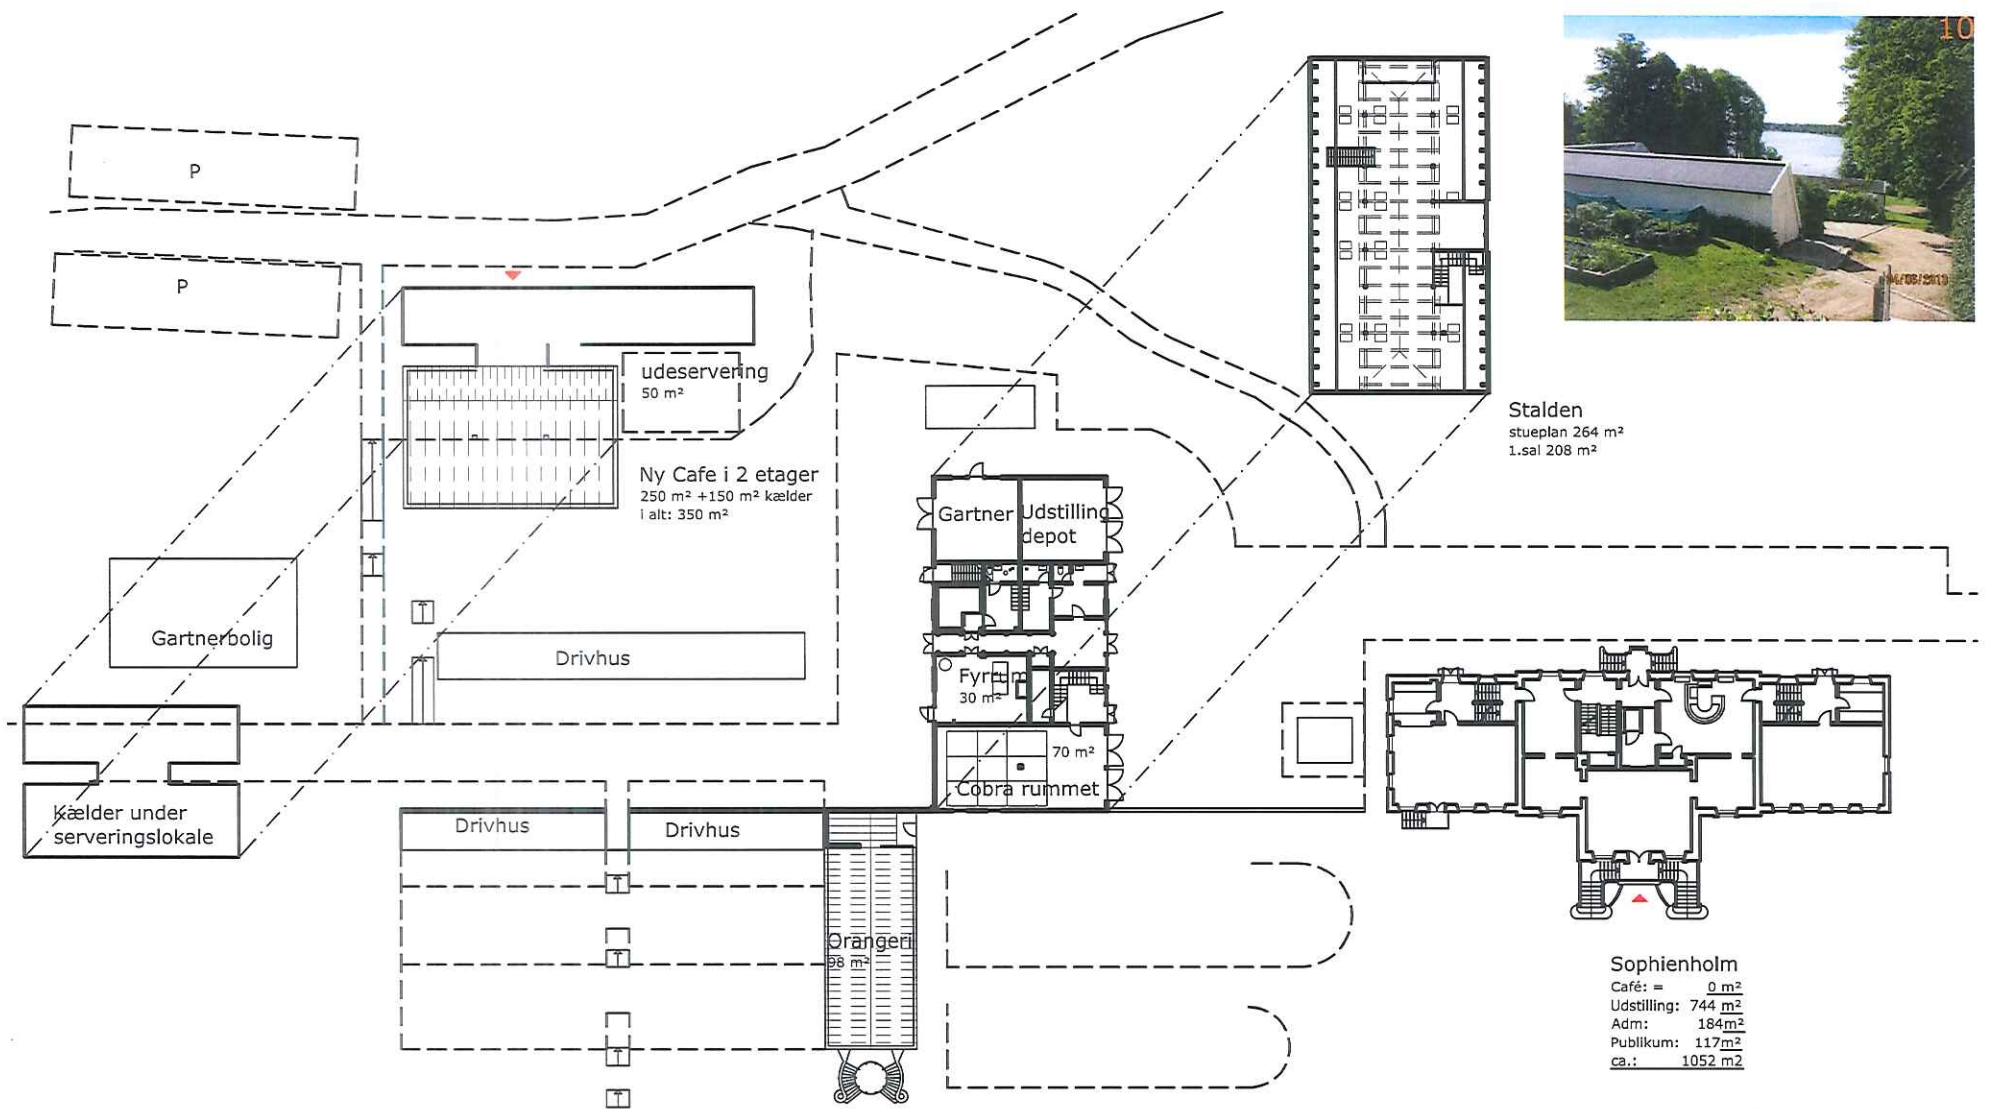 10
P
P
04/06/2013
udeservering
50 m²
Stalden
stueplan 264 m²
1.sal 208 m²
Ny Cafe i 2 etager
250 m² +150 m² kælder
i alt: 350 m²
Gartner
Udstilling
depot
Gartnerbolig
Drivhus
Fyrrum
30 m²
70 m²
Cobra rummet
Kælder under
serveringslokale
Drivhus
Drivhus
Orangeri
98 m²
Sophienholm
Café: = 0 m²
Udstilling: 744 m²
Adm: 184m²
Publikum: 117m²
ca.: 1052 m2